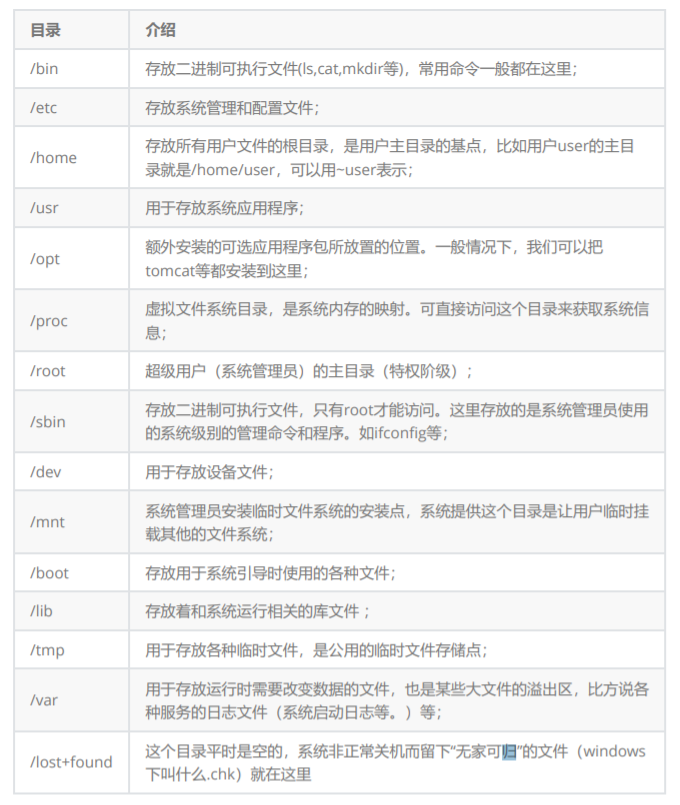 目录 介绍
/bin 存放二进制可执行文件(ls,cat,mkdir等)，常用命令一般都在这里；
/etc 存放系统管理和配置文件；
/home 存放所有用户文件的根目录，是用户主目录的基点，比如用户user的主目
录就是/home/user，可以用~user表示；
/usr 用于存放系统应用程序；
/opt 额外安装的可选应用程序包所放置的位置。一般情况下，我们可以把
tomcat等都安装到这里；
/proc 虚拟文件系统目录，是系统内存的映射。可直接访问这个目录来获取系统信
息；
/root 超级用户（系统管理员）的主目录（特权阶级）；
/sbin 存放二进制可执行文件，只有root才能访问。这里存放的是系统管理员使用
的系统级别的管理命令和程序。如ifconfig等；
/dev 用于存放设备文件；
/mnt 系统管理员安装临时文件系统的安装点，系统提供这个目录是让用户临时挂
载其他的文件系统；
/boot 存放用于系统引导时使用的各种文件；
/lib 存放着和系统运行相关的库文件 ；
/tmp 用于存放各种临时文件，是公用的临时文件存储点；
/var 用于存放运行时需要改变数据的文件，也是某些大文件的溢出区，比方说各
种服务的日志文件（系统启动日志等。）等；
/lost+found 这个目录平时是空的，系统非正常关机而留下“无家可归”的文件（windows
下叫什么.chk）就在这里